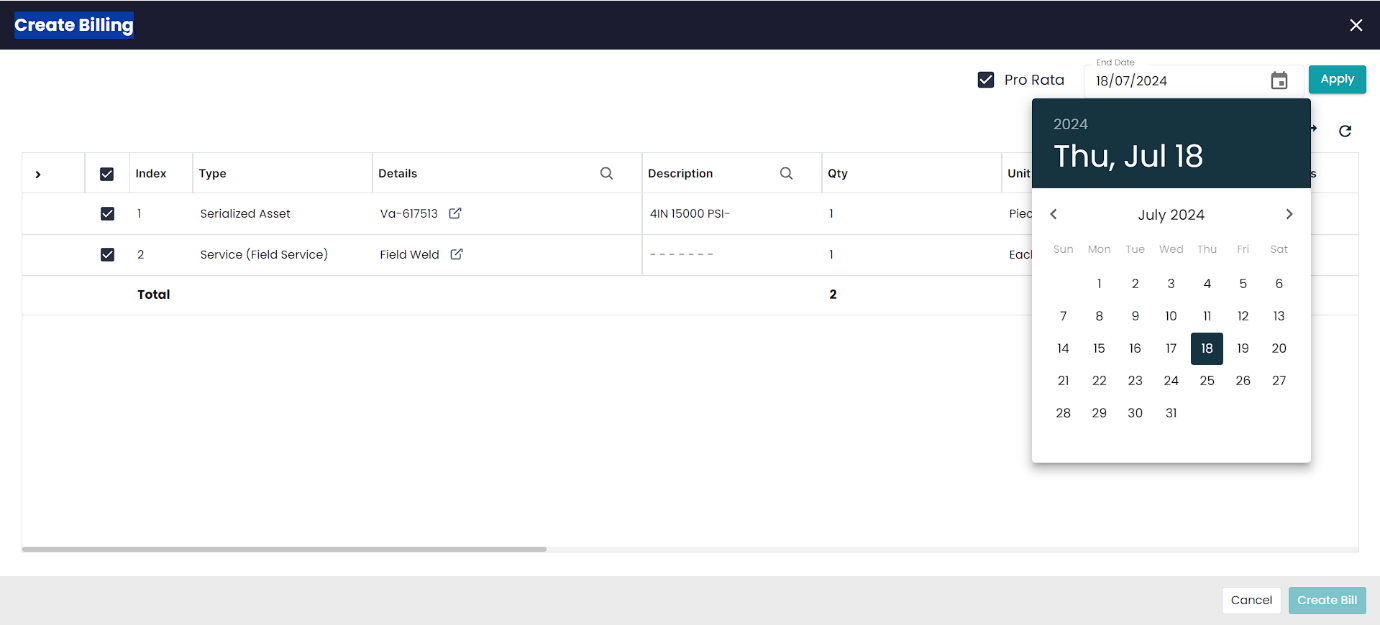 Create Billing
Pro Rata
End Date
18/07/2024
Apply
Index Type Details Description Qty Unit
1 Serialized Asset Va-617513 4IN 15000 PSI- 1
2 Service (Field Service) Field Weld - - - - - - - 1
Total 2
2024
Thu, Jul 18
July 2024
Sun Mon Tue Wed Thu Fri Sat
1 2 3 4 5 6
7 8 9 10 11 12 13
14 15 16 17 18 19 20
21 22 23 24 25 26 27
28 29 30 31
Cancel Create Bill